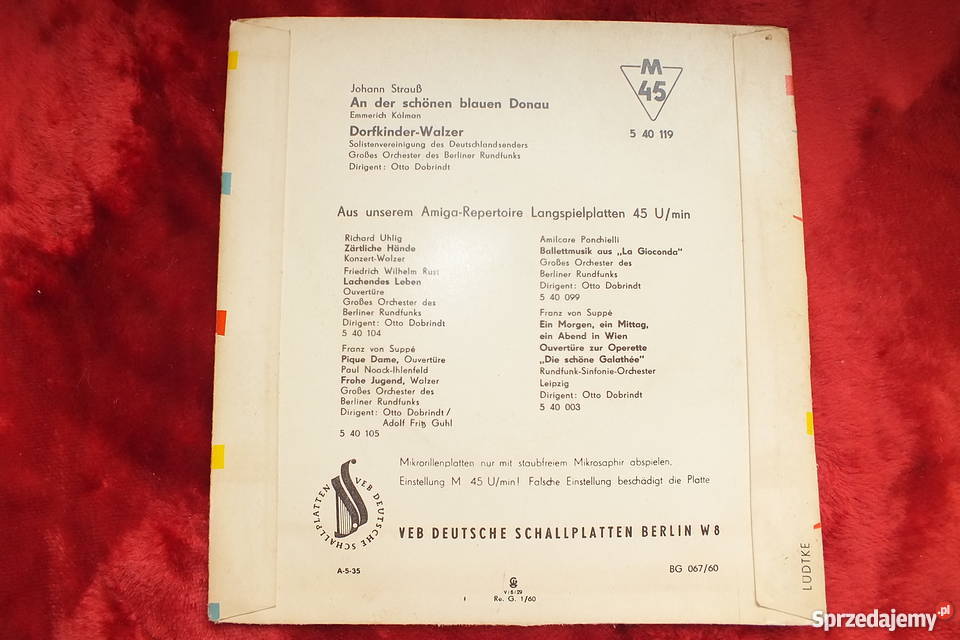 Johann Strauß
An der schönen blauen Donau
Emmerich Kálman
Dorfkinder-Walzer
Solistenvereinigung des Deutschlandsenders
Großes Orchester des Berliner Rundfunks
Dirigent: Otto Dobrindt
M
45
5 40 119
Aus unserem Amiga-Repertoire Langspielplatten 45 U/min
Richard Uhlig
Zärtliche Hände
Konzert-Walzer
Friedrich Wilhelm Rust
Lachendes Leben
Ouvertüre
Großes Orchester des
Berliner Rundfunks
Dirigent: Otto Dobrindt
5 40 104
Franz von Suppé
Pique Dame, Ouvertüre
Paul Noack-Ihlenfeld
Frohe Jugend, Walzer
Großes Orchester des
Berliner Rundfunks
Dirigent: Otto Dobrindt/
Adolf Fritz Guhl
5 40 105
Amilcare Ponchielli
Ballettmusik aus „La Gioconda"
Großes Orchester des
Berliner Rundfunks
Dirigent: Otto Dobrindt
5 40 099
Franz von Suppé
Ein Morgen, ein Mittag,
ein Abend in Wien
Ouvertüre zur Operette
„Die schöne Galathée"
Rundfunk-Sinfonie-Orchester
Leipzig
Dirigent: Otto Dobrindt
5 40 003
Mikrorillenplatten nur mit staubfreiem Mikrosaphir abspielen.
Einstellung M 45 U/min! Falsche Einstellung beschädigt die Platte
VEB DEUTSCHE SCHALLPLATTEN
VEB DEUTSCHE SCHALLPLATTEN BERLIN W8
A-5-35
BG 067/60
V/8/29
Re. G. 1/60
LUDTKE
Sprzedajemy.pl